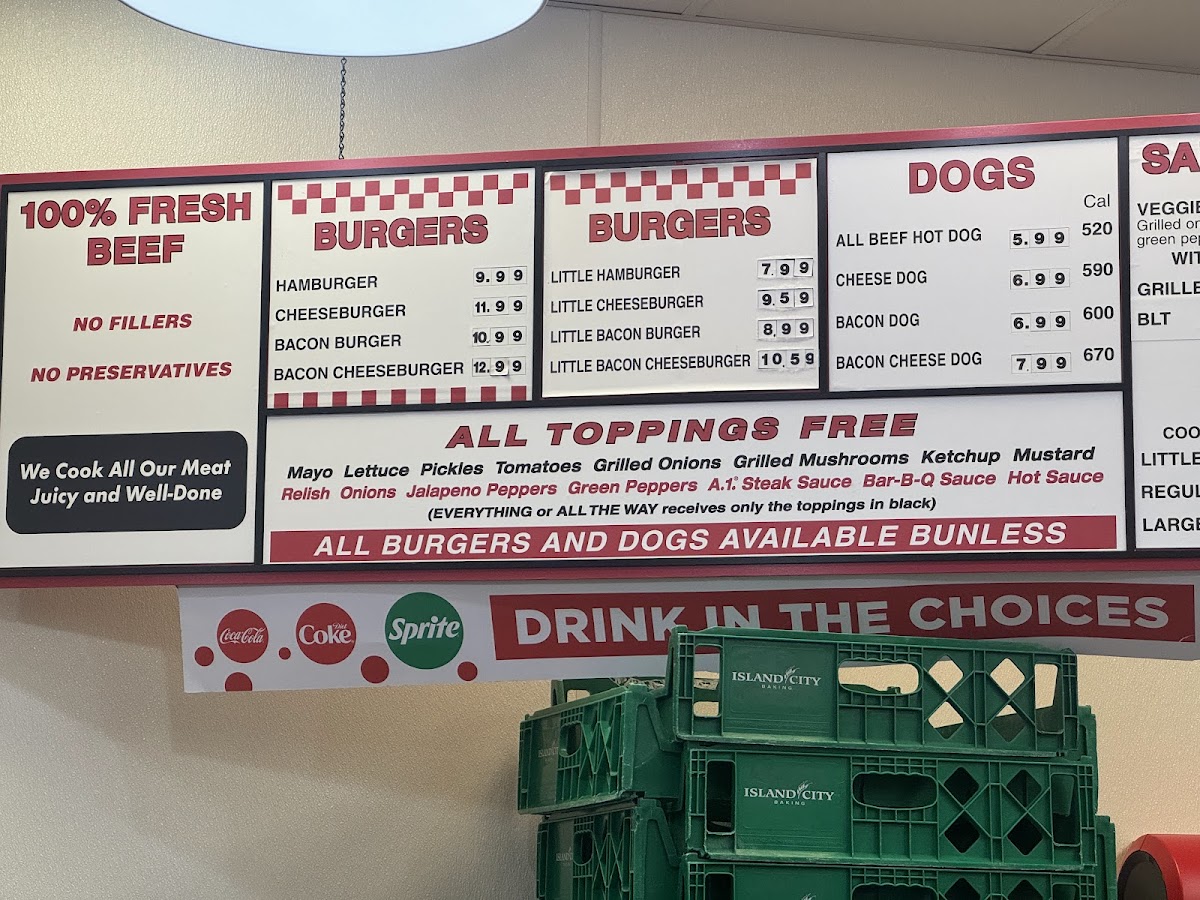 100% FRESH
BEEF
NO FILLERS
NO PRESERVATIVES
We Cook All Our Meat
Juicy and Well-Done
BURGERS
HAMBURGER 9.99
CHEESEBURGER 11.99
BACON BURGER 10.99
BACON CHEESEBURGER 12.99
BURGERS
LITTLE HAMBURGER 7.99
LITTLE CHEESEBURGER 9.59
LITTLE BACON BURGER 8.99
LITTLE BACON CHEESEBURGER 10.59
DOGS
Cal
ALL BEEF HOT DOG 5.99 520
CHEESE DOG 6.99 590
BACON DOG 6.99 600
BACON CHEESE DOG 7.99 670
ALL TOPPINGS FREE
Mayo Lettuce Pickles Tomatoes Grilled Onions Grilled Mushrooms Ketchup Mustard
Relish Onions Jalapeno Peppers Green Peppers A.1.® Steak Sauce Bar-B-Q Sauce Hot Sauce
(EVERYTHING or ALL THE WAY receives only the toppings in black)
ALL BURGERS AND DOGS AVAILABLE BUNLESS
SA
VEGGIE
Grilled on
green pep
WIT
GRILLE
BLT
COO
LITTLE
REGUL
LARGE
Coca-Cola
Diet
Coke
Sprite
DRINK IN THE CHOICES
ISLAND CITY
BAKING
ISLAND CITY
BAKING